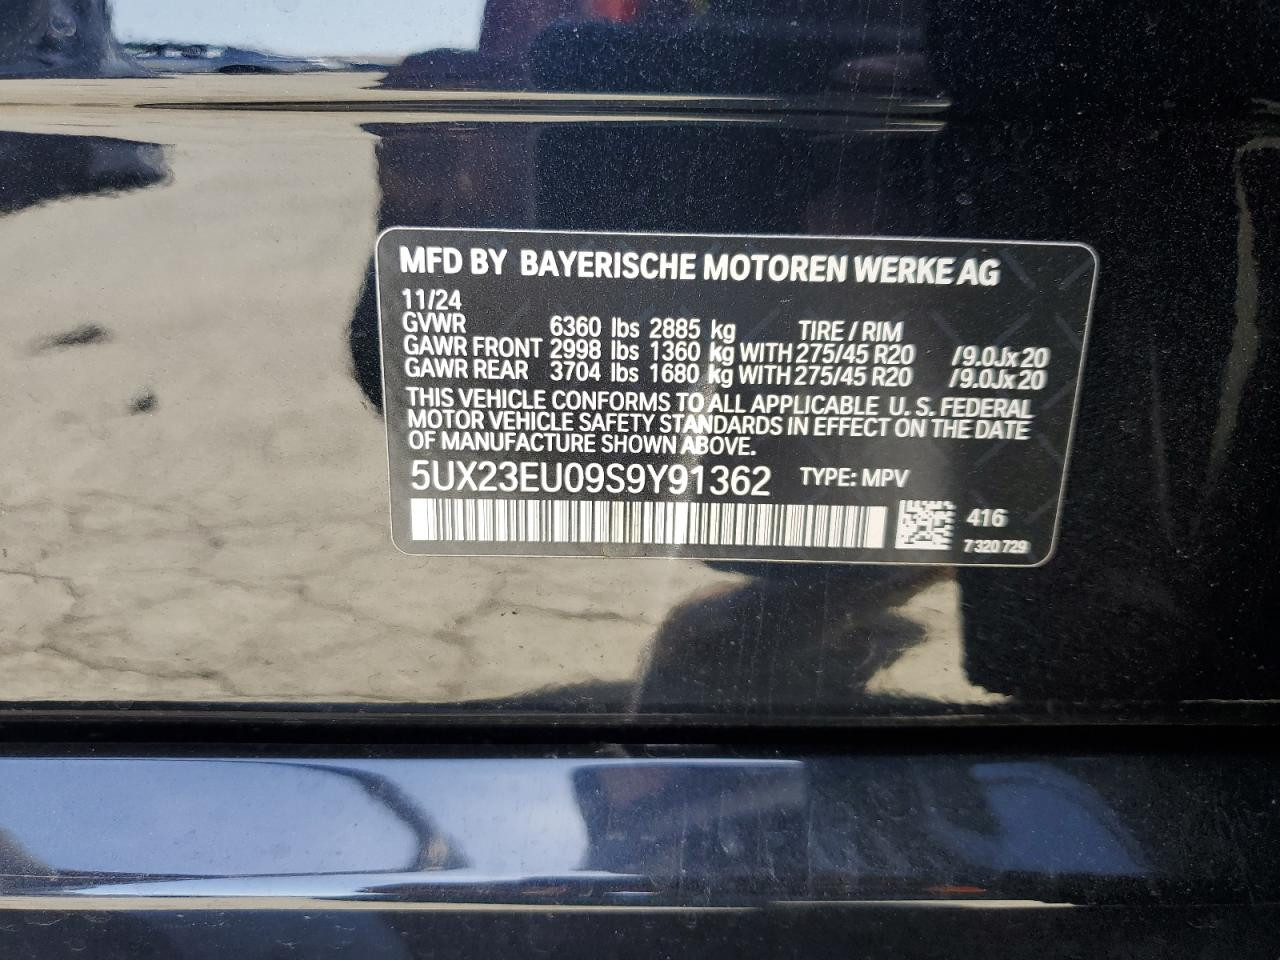 MFD BY BAYERISCHE MOTOREN WERKE AG
11/24
GVWR 6360 lbs 2885 kg TIRE / RIM
GAWR FRONT 2998 lbs 1360 kg WITH 275/45 R20 /9.0Jx20
GAWR REAR 3704 lbs 1680 kg WITH 275/45 R20 /9.0Jx20
THIS VEHICLE CONFORMS TO ALL APPLICABLE U.S. FEDERAL
MOTOR VEHICLE SAFETY STANDARDS IN EFFECT ON THE DATE
OF MANUFACTURE SHOWN ABOVE.
5UX23EU09S9Y91362 TYPE: MPV
416
7 320 729